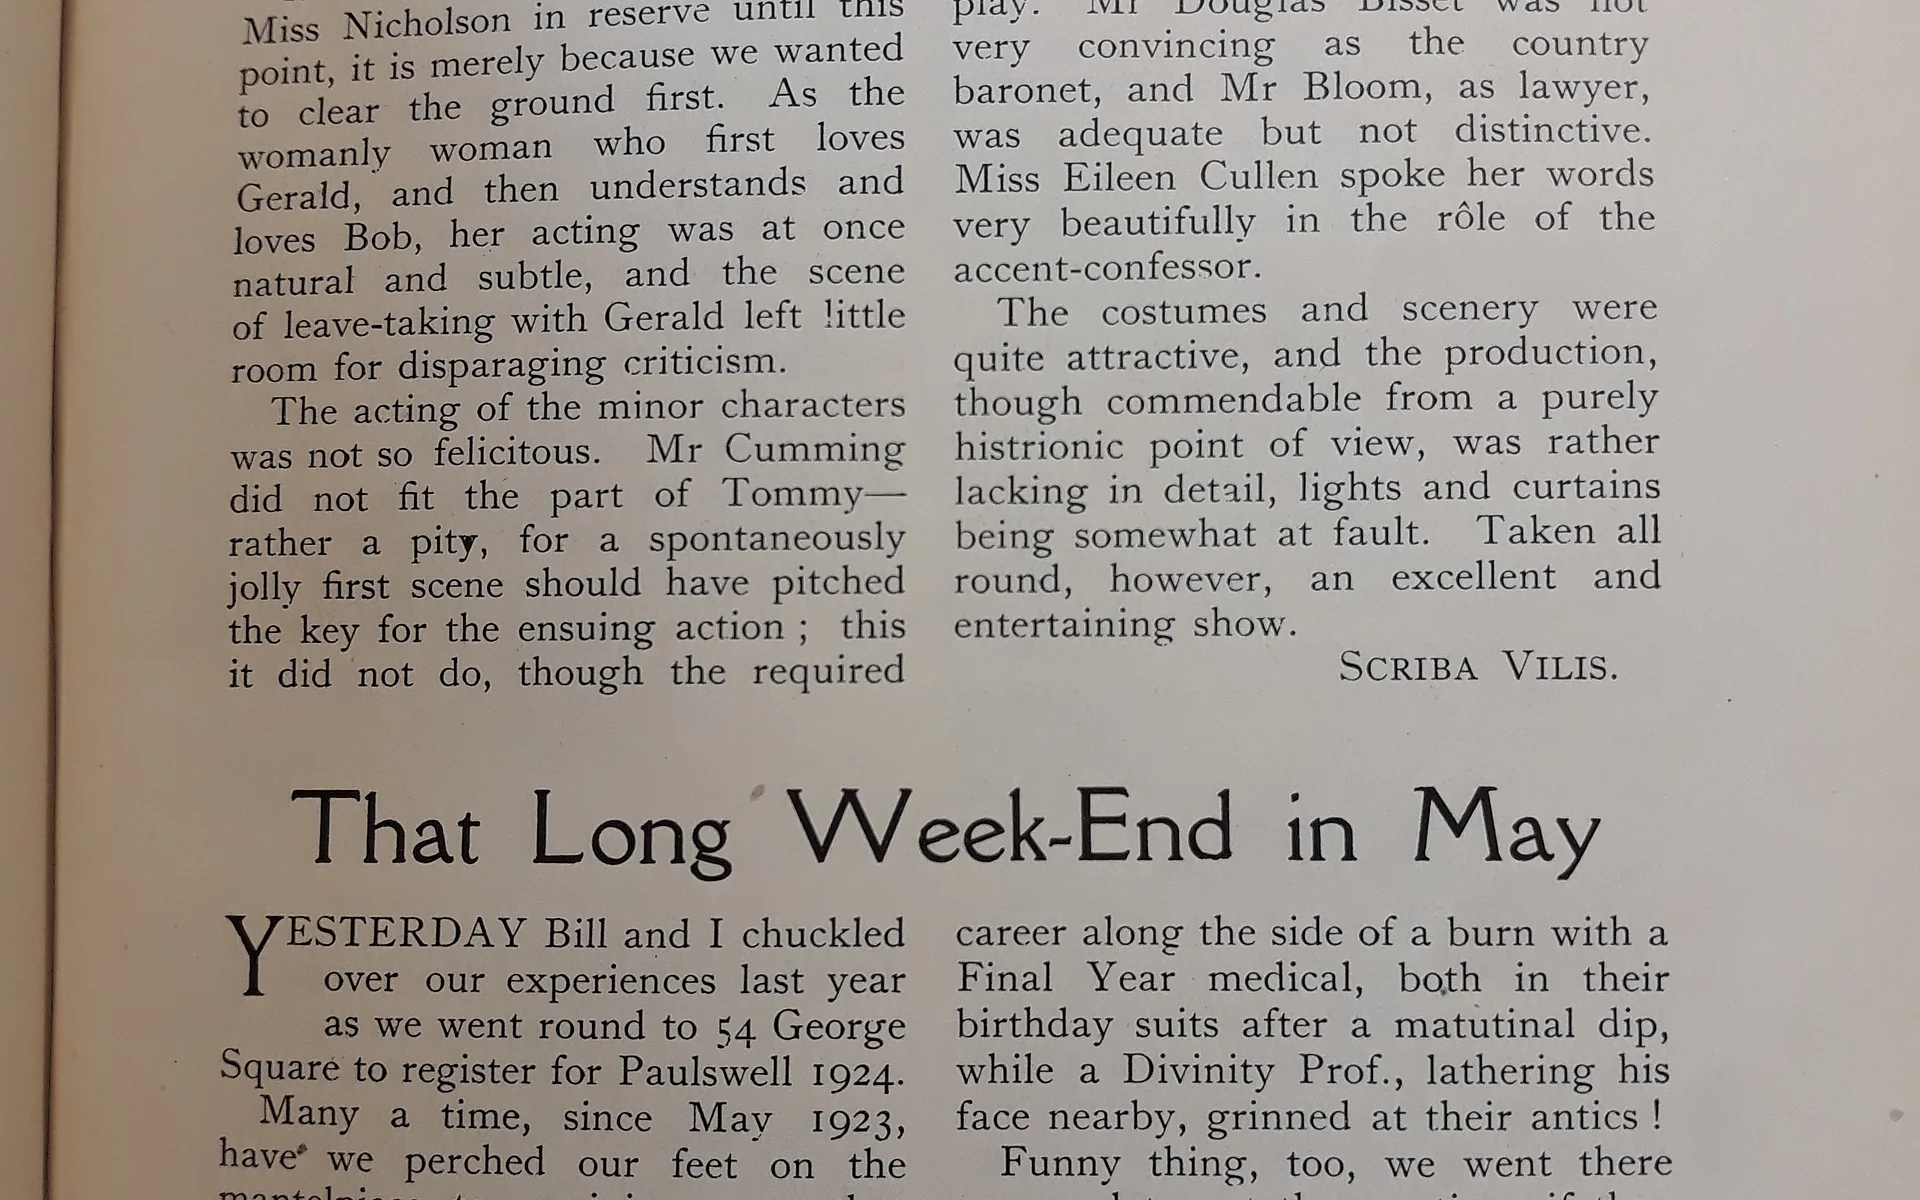 Miss Nicholson in reserve until this
point, it is merely because we wanted
to clear the ground first. As the
womanly woman who first loves
Gerald, and then understands and
loves Bob, her acting was at once
natural and subtle, and the scene
of leave-taking with Gerald left little
room for disparaging criticism.
The acting of the minor characters
was not so felicitous. Mr Cumming
did not fit the part of Tommy—
rather a pity, for a spontaneously
jolly first scene should have pitched
the key for the ensuing action ; this
it did not do, though the required
play. Mr Douglas Bisset was not
very convincing as the country
baronet, and Mr Bloom, as lawyer,
was adequate but not distinctive.
Miss Eileen Cullen spoke her words
very beautifully in the rôle of the
accent-confessor.
The costumes and scenery were
quite attractive, and the production,
though commendable from a purely
histrionic point of view, was rather
lacking in detail, lights and curtains
being somewhat at fault. Taken all
round, however, an excellent and
entertaining show.
SCRIBA VILIS.
That Long Week-End in May
YESTERDAY Bill and I chuckled
over our experiences last year
as we went round to 54 George
Square to register for Paulswell 1924.
Many a time, since May 1923,
have we perched our feet on the
career along the side of a burn with a
Final Year medical, both in their
birthday suits after a matutinal dip,
while a Divinity Prof., lathering his
face nearby, grinned at their antics !
Funny thing, too, we went there